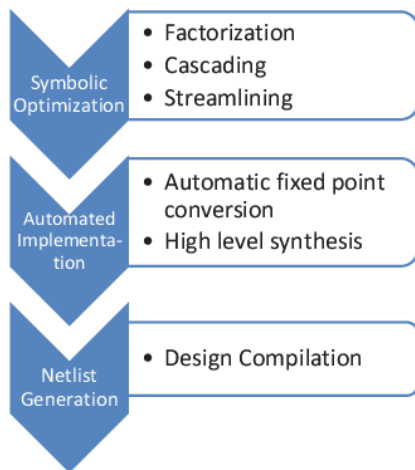 Symbolic
Optimization
• Factorization
• Cascading
• Streamlining
Automated
Implementa-
tion
• Automatic fixed point
conversion
• High level synthesis
Netlist
Generation
• Design Compilation